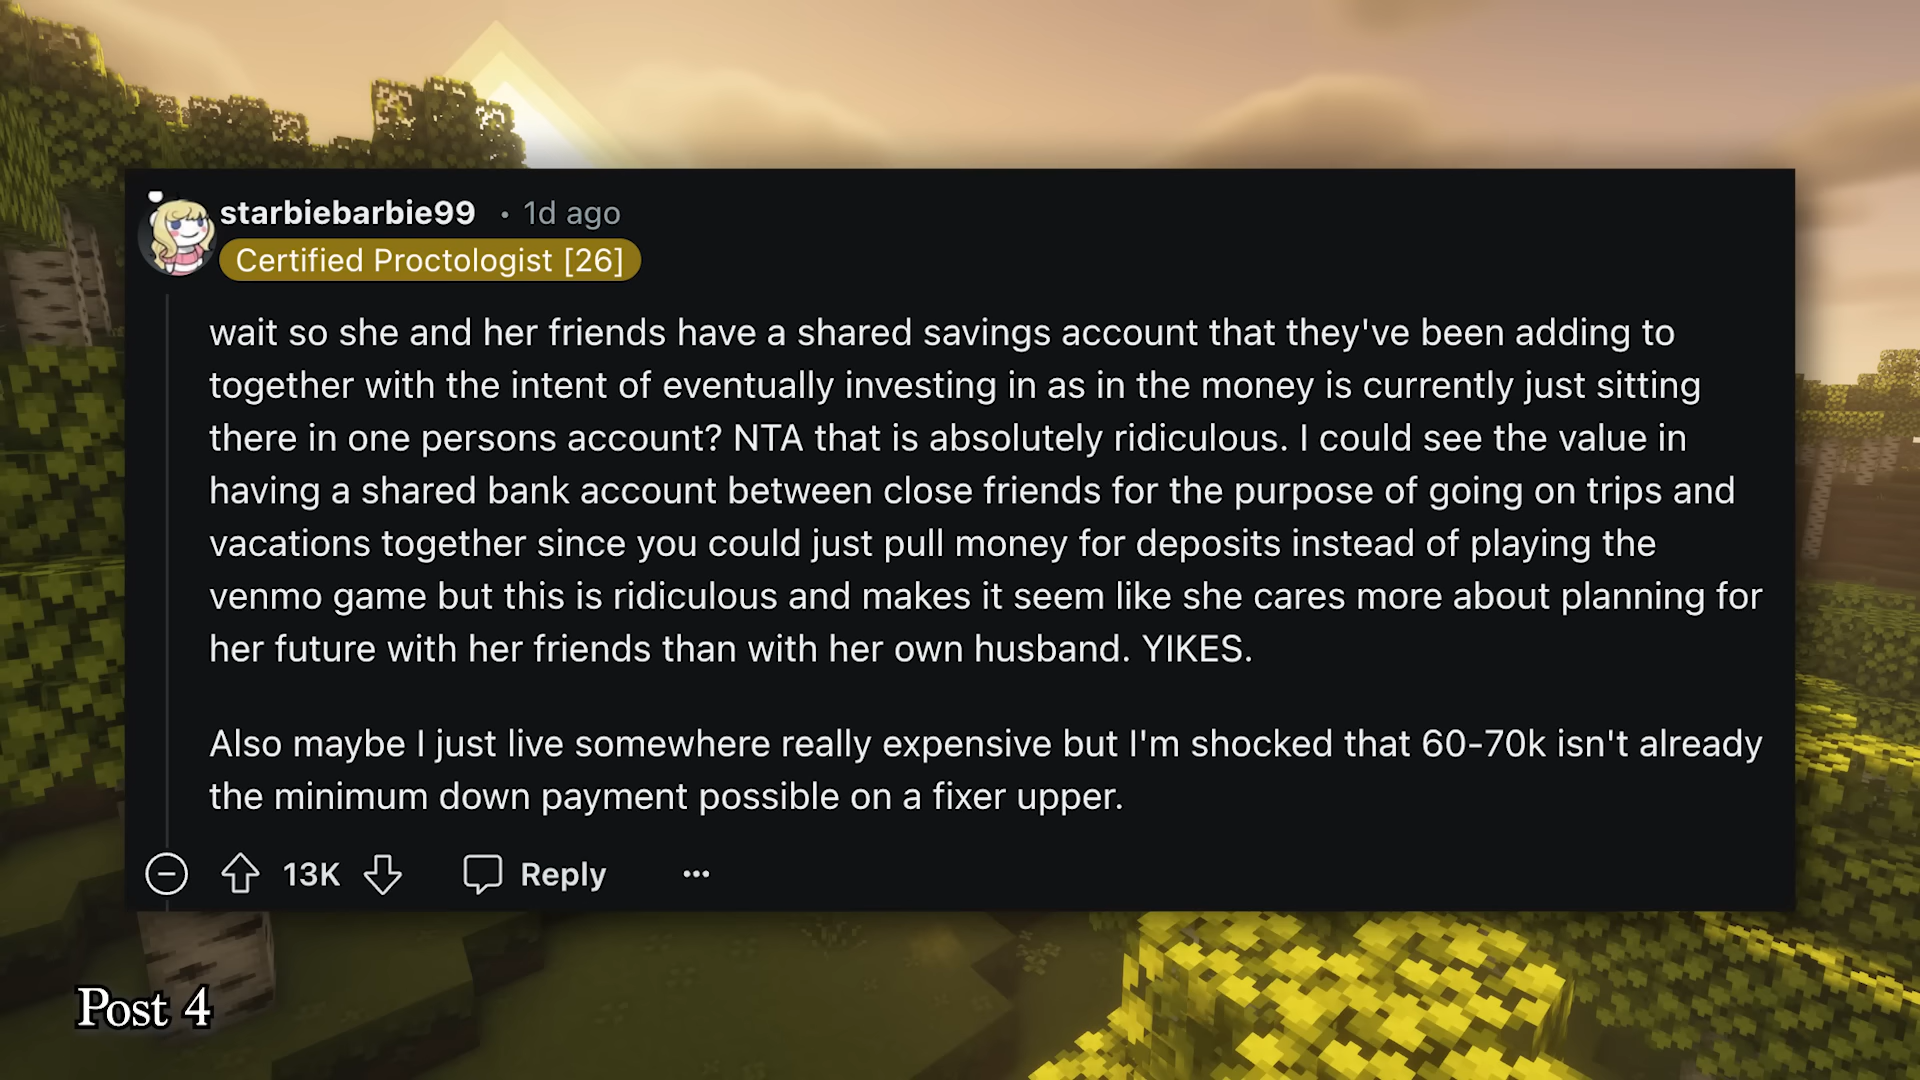 starbiebarbie99 • 1d ago
Certified Proctologist [26]
wait so she and her friends have a shared savings account that they've been adding to
together with the intent of eventually investing in as in the money is currently just sitting
there in one persons account? NTA that is absolutely ridiculous. I could see the value in
having a shared bank account between close friends for the purpose of going on trips and
vacations together since you could just pull money for deposits instead of playing the
venmo game but this is ridiculous and makes it seem like she cares more about planning for
her future with her friends than with her own husband. YIKES.
Also maybe I just live somewhere really expensive but I'm shocked that 60-70k isn't already
the minimum down payment possible on a fixer upper.
13K Reply ...
Post 4